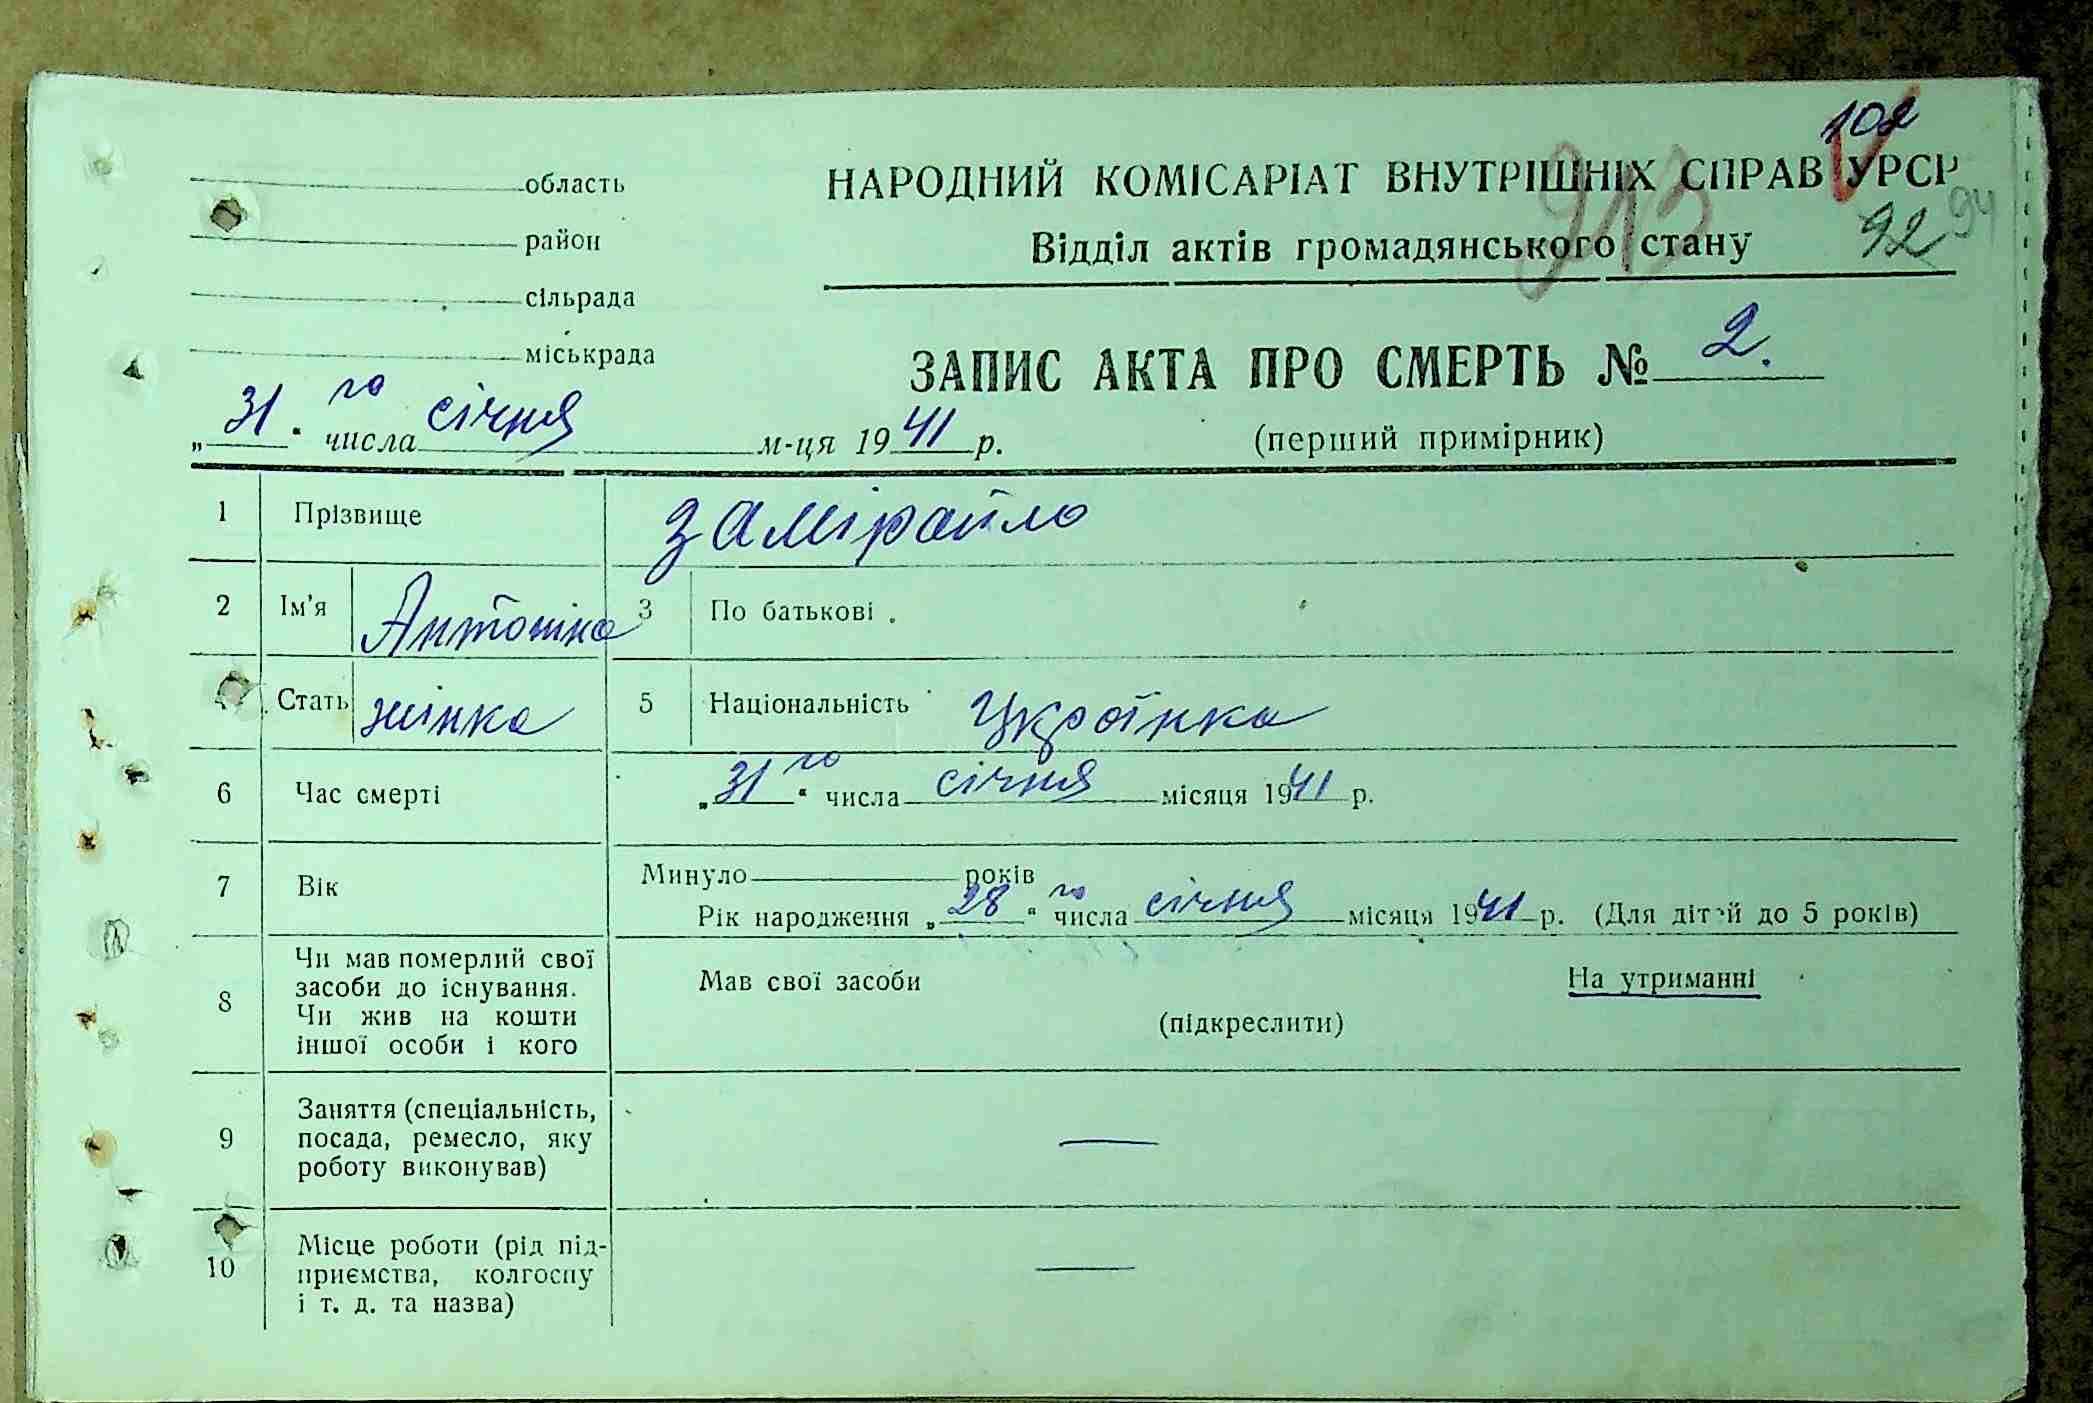 102
область НАРОДНИЙ КОМІСАРІАТ ВНУТРІШНІХ СПРАВ УРСР
213
район Відділ актів громадянського стану 92 94
сільрада
міськрада ЗАПИС АКТА ПРО СМЕРТЬ № 2.
„31“ го числа січня м-ця 1941 р. (перший примірник)
1 Прізвище Замірайло
2 Ім'я Антоніна 3 По батькові
Стать жінка 5 Національність Українка
6 Час смерті „31“ го числа січня місяця 1941 р.
7 Вік Минуло років
Рік народження „28“ го числа січня місяця 1941 р. (Для дітей до 5 років)
8 Чи мав померлий свої
засоби до існування.
Чи жив на кошти
іншої особи і кого
Мав свої засоби На утриманні
(підкреслити)
9 Заняття (спеціальність,
посада, ремесло, яку
роботу виконував) —
10 Місце роботи (рід під-
приємства, колгоспу
і т. д. та назва) —